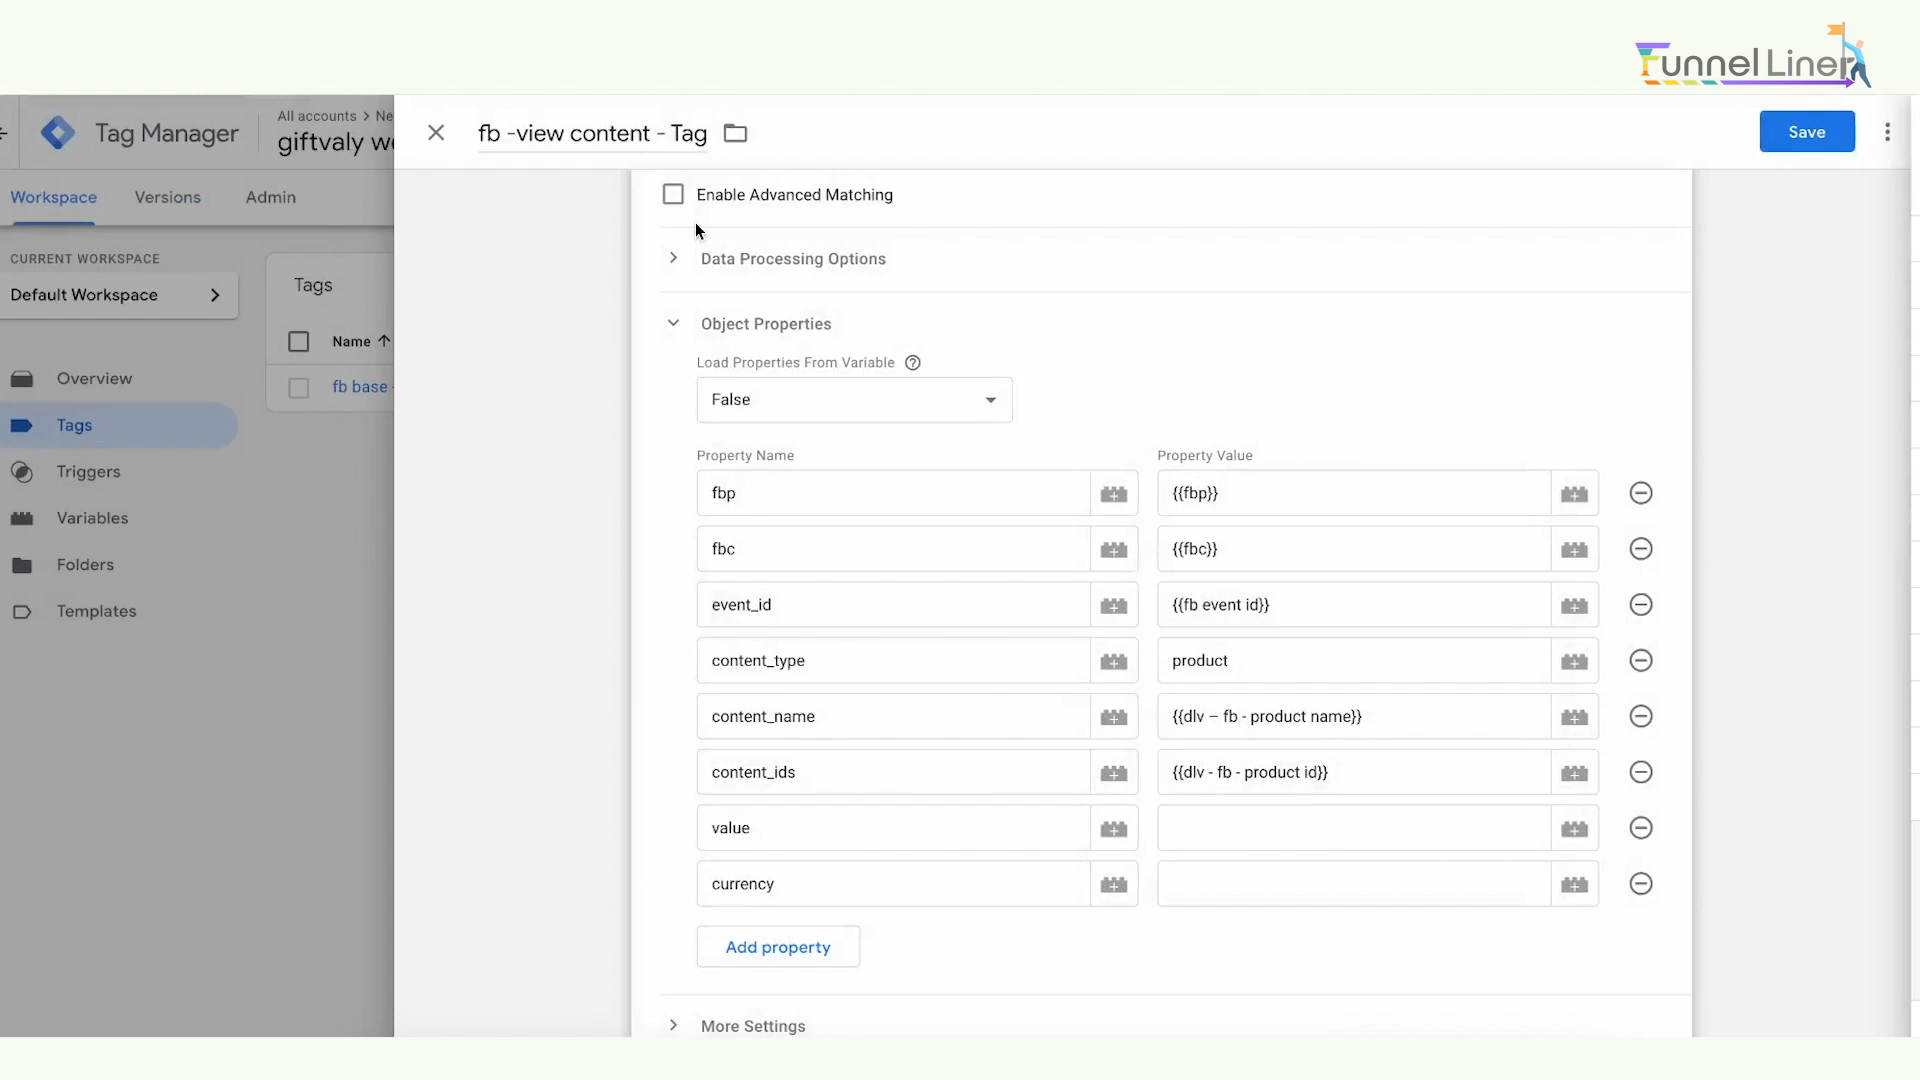 Funnel Liner
Tag Manager
All accounts > Ne
giftvaly w
fb -view content - Tag
Save
Workspace
Versions
Admin
Enable Advanced Matching
CURRENT WORKSPACE
Default Workspace
Data Processing Options
Tags
Object Properties
Name
Load Properties From Variable
fb base
False
Overview
Tags
Triggers
Variables
Folders
Templates
Property Name
Property Value
fbp
{{fbp}}
fbc
{{fbc}}
event_id
{{fb event id}}
content_type
product
content_name
{{dlv – fb - product name}}
content_ids
{{dlv - fb - product id}}
value
currency
Add property
More Settings